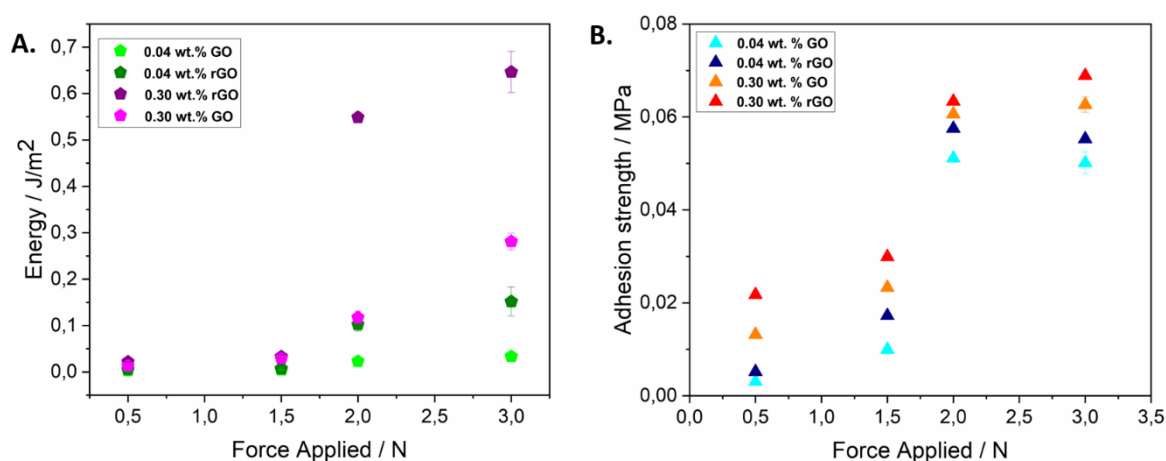 A.
0,7
0,6
0,5
0,4
0,3
0,2
0,1
0,0
Energy / J/m²
0.04 wt.% GO
0.04 wt.% rGO
0.30 wt.% rGO
0.30 wt.% GO
0,5 1,0 1,5 2,0 2,5 3,0
Force Applied / N
B.
0,08
0,06
0,04
0,02
0,00
Adhesion strength / MPa
0.04 wt. % GO
0.04 wt. % rGO
0.30 wt. % GO
0.30 wt. % rGO
0,0 0,5 1,0 1,5 2,0 2,5 3,0 3,5
Force Applied / N